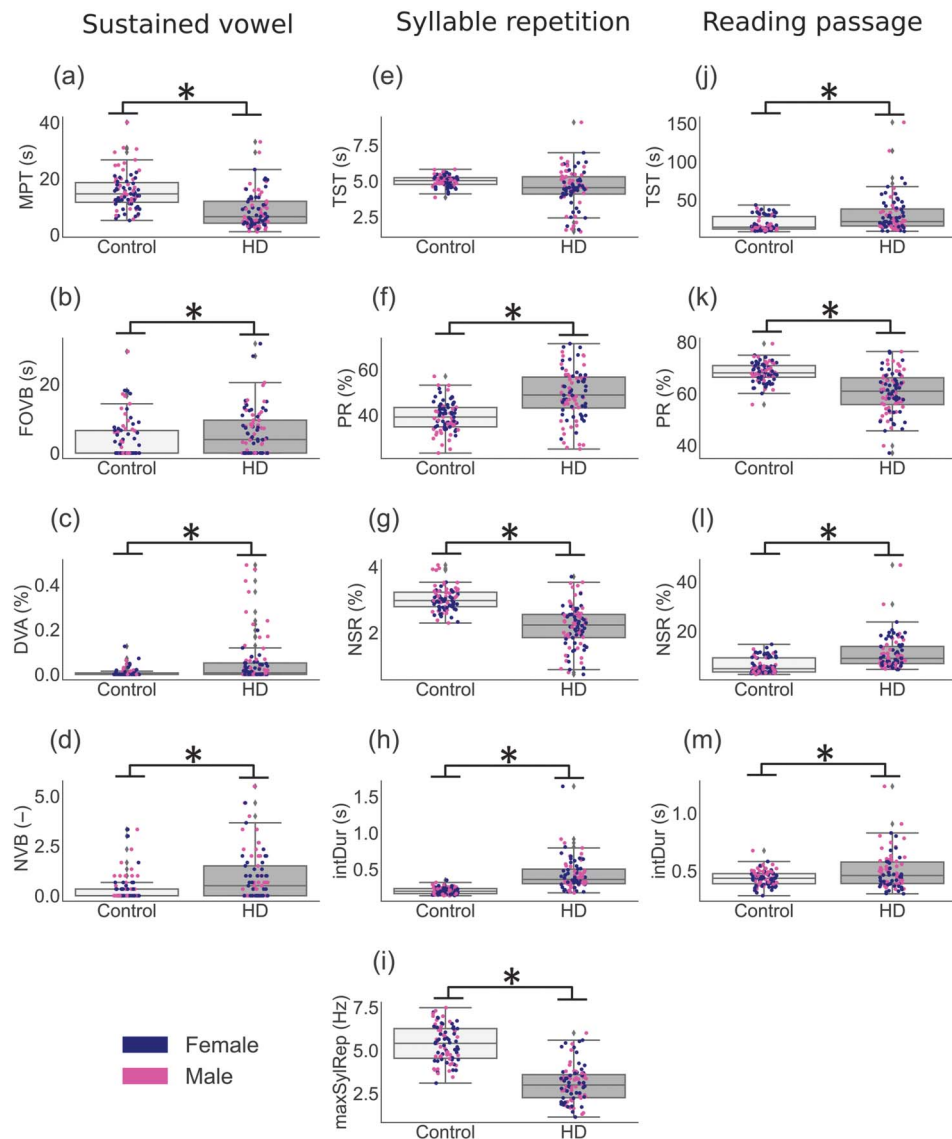 Sustained vowel Syllable repetition Reading passage
(a) * (e) (j) *
MPT (s) 40 20 0 Control HD
TST (s) 7.5 5.0 2.5 Control HD
TST (s) 150 100 50 Control HD
(b) * (f) * (k) *
FOVB (s) 20 0 Control HD
PR (%) 60 40 Control HD
PR (%) 80 60 40 Control HD
(c) * (g) * (l) *
DVA (%) 0.4 0.2 0.0 Control HD
NSR (%) 4 2 Control HD
NSR (%) 40 20 Control HD
(d) * (h) * (m) *
NVB (−) 5.0 2.5 0.0 Control HD
intDur (s) 1.5 1.0 0.5 Control HD
intDur (s) 1.0 0.5 Control HD
(i) *
maxSylRep (Hz) 7.5 5.0 2.5 Control HD
Female
Male